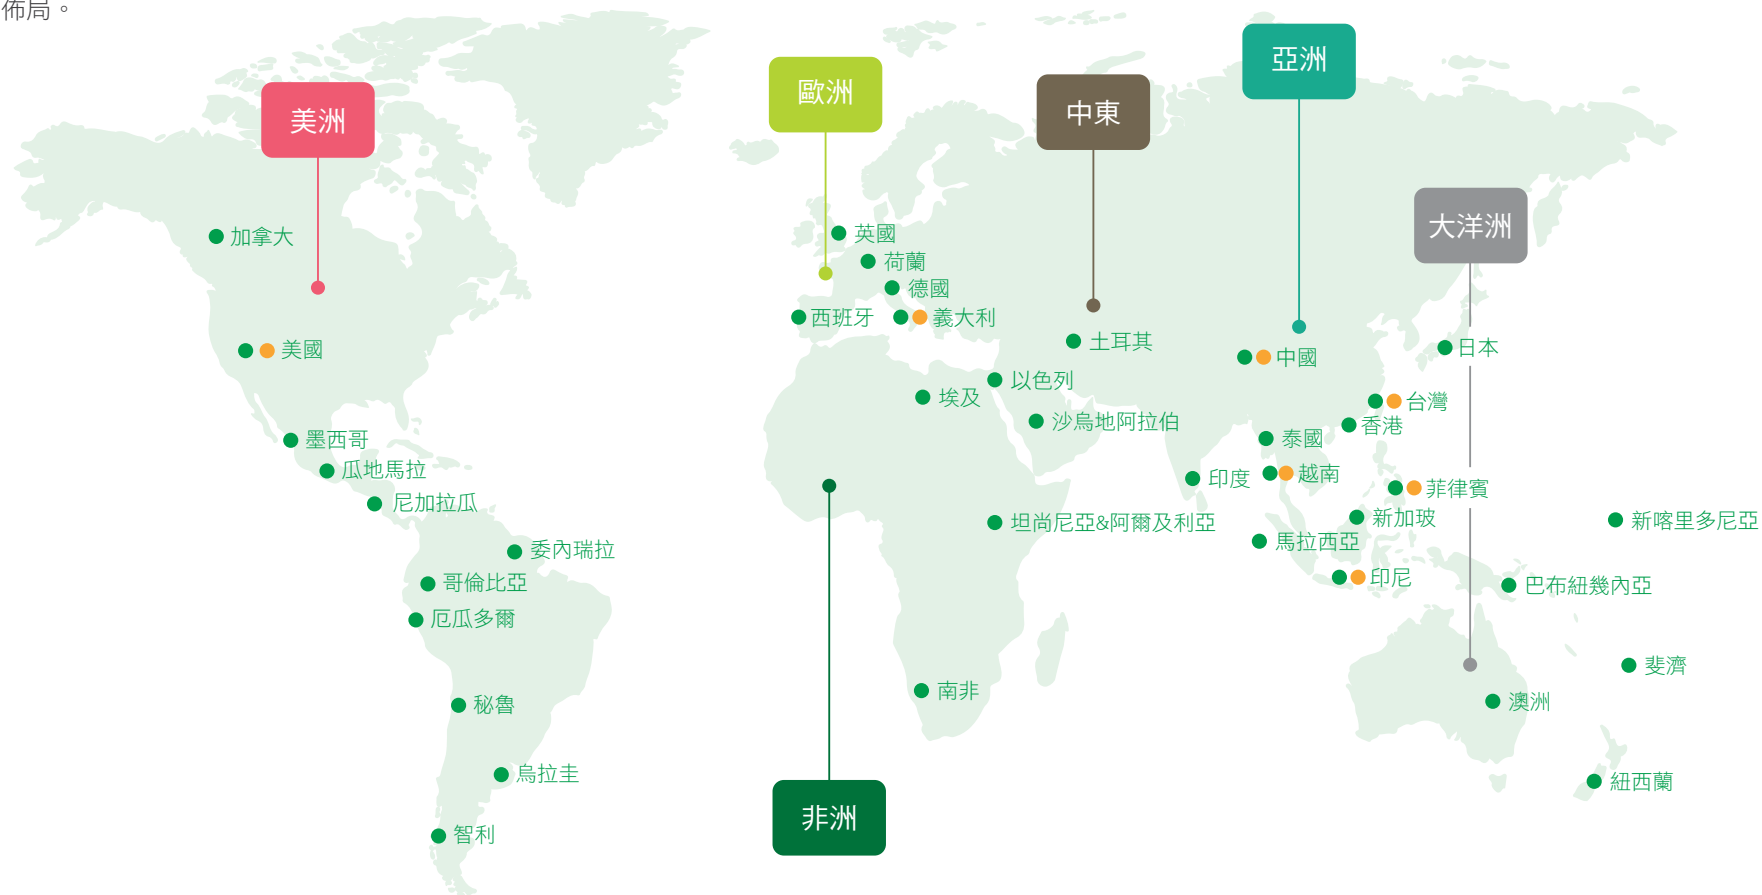 佈局。
亞洲
歐洲
中東
美洲
大洋洲
加拿大
英國
荷蘭
德國
西班牙
義大利
美國
土耳其
中國
日本
以色列
埃及
台灣
沙烏地阿拉伯
香港
墨西哥
泰國
瓜地馬拉
印度
越南
菲律賓
尼加拉瓜
坦尚尼亞&阿爾及利亞
新加玻
新喀里多尼亞
委內瑞拉
馬拉西亞
哥倫比亞
印尼
巴布紐幾內亞
厄瓜多爾
斐濟
南非
秘魯
澳洲
烏拉圭
紐西蘭
非洲
智利